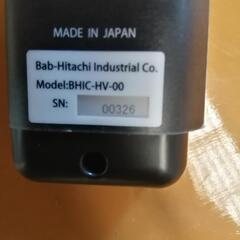 MADE IN JAPAN
Bab-Hitachi Industrial Co.
Model:BHIC-HV-00
SN: 00326